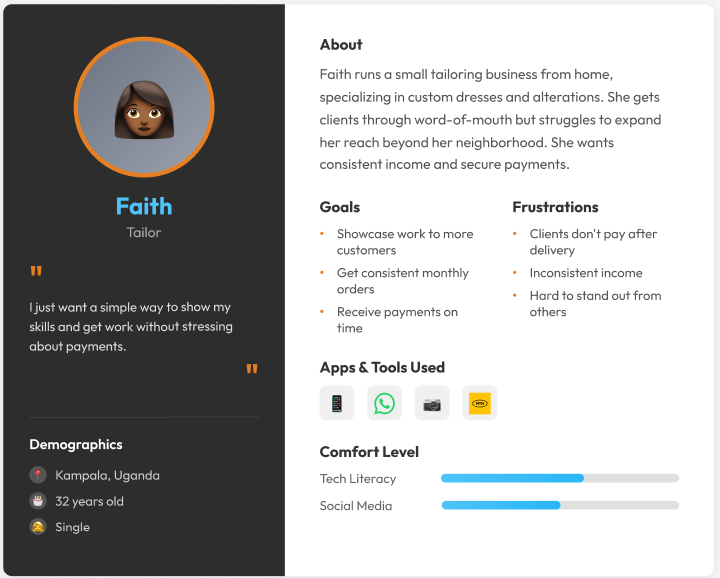 Faith
Tailor
"
I just want a simple way to show my
skills and get work without stressing
about payments.
"
Demographics
Kampala, Uganda
32 years old
Single
About
Faith runs a small tailoring business from home,
specializing in custom dresses and alterations. She gets
clients through word-of-mouth but struggles to expand
her reach beyond her neighborhood. She wants
consistent income and secure payments.
Goals
• Showcase work to more
customers
• Get consistent monthly
orders
• Receive payments on
time
Frustrations
• Clients don't pay after
delivery
• Inconsistent income
• Hard to stand out from
others
Apps & Tools Used
MTN
Comfort Level
Tech Literacy
Social Media